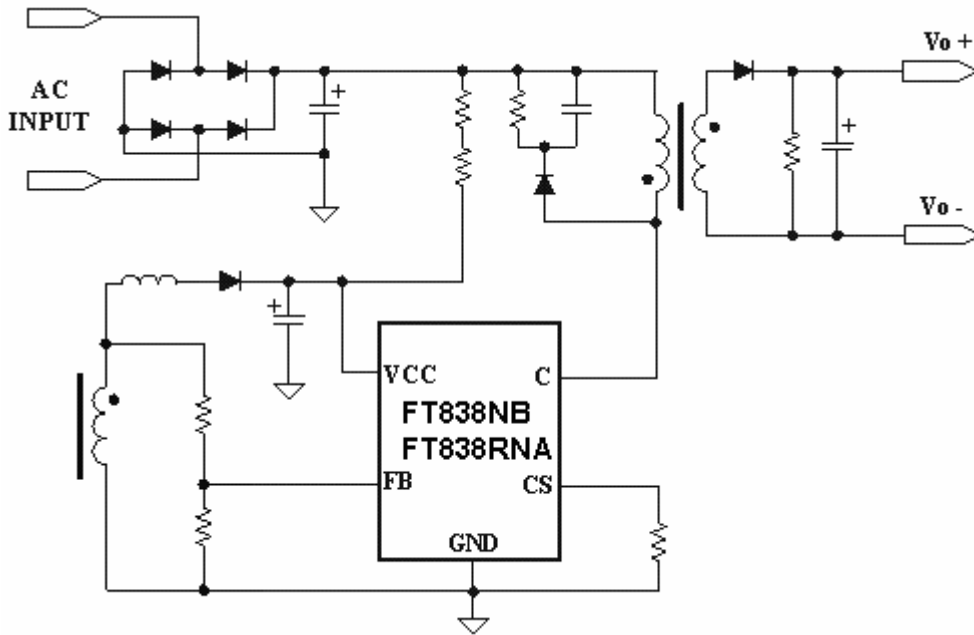 AC
INPUT
+
Vo +
+
Vo -
+
VCC
C
FT838NB
FT838RNA
FB
CS
GND